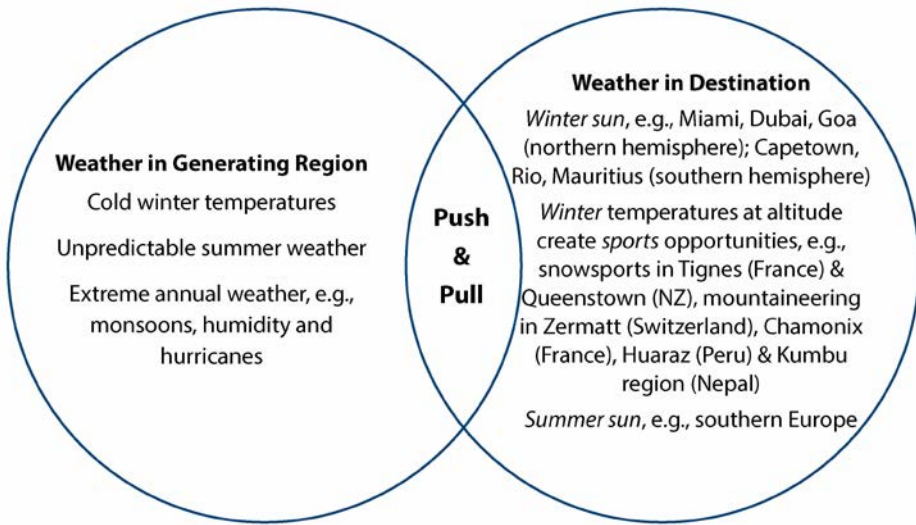 Weather in Generating Region
Cold winter temperatures
Unpredictable summer weather
Extreme annual weather, e.g.,
monsoons, humidity and
hurricanes
Push
&
Pull
Weather in Destination
Winter sun, e.g., Miami, Dubai, Goa
(northern hemisphere); Capetown,
Rio, Mauritius (southern hemisphere)
Winter temperatures at altitude
create sports opportunities, e.g.,
snowsports in Tignes (France) &
Queenstown (NZ), mountaineering
in Zermatt (Switzerland), Chamonix
(France), Huaraz (Peru) & Kumbu
region (Nepal)
Summer sun, e.g., southern Europe